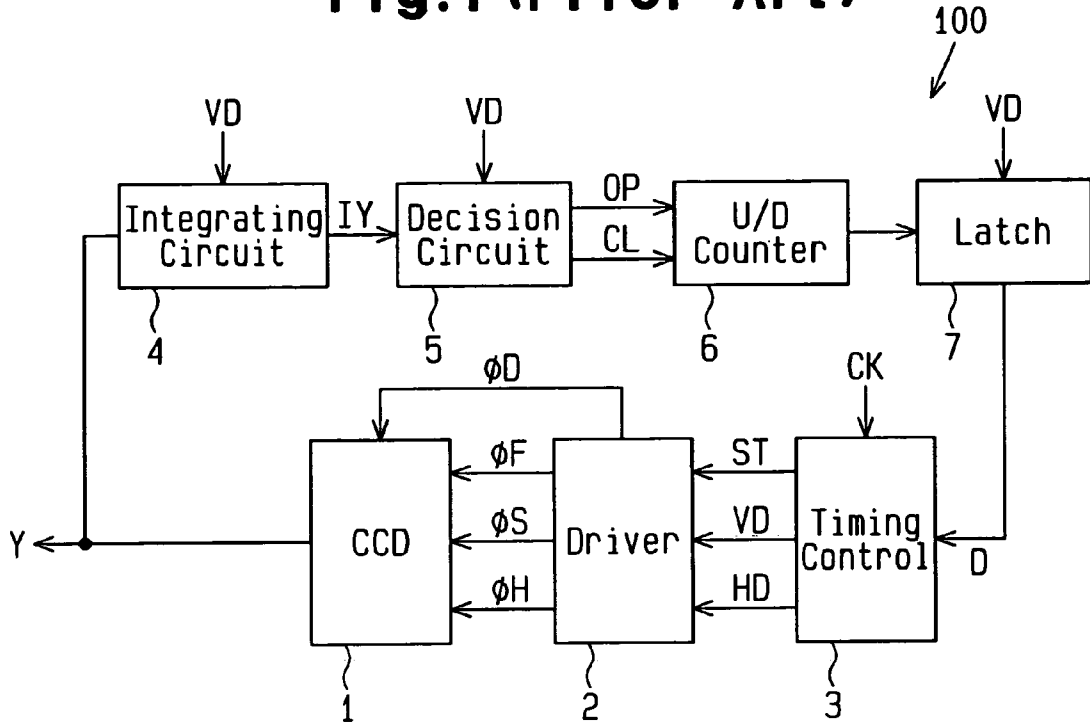 Fig.1 (Prior Art)
100
VD
VD
VD
Integrating
Circuit
IY
Decision
Circuit
OP
CL
U/D
Counter
Latch
4
5
6
7
φD
CK
φF
φS
φH
ST
VD
HD
Y
CCD
Driver
Timing
Control
D
1
2
3